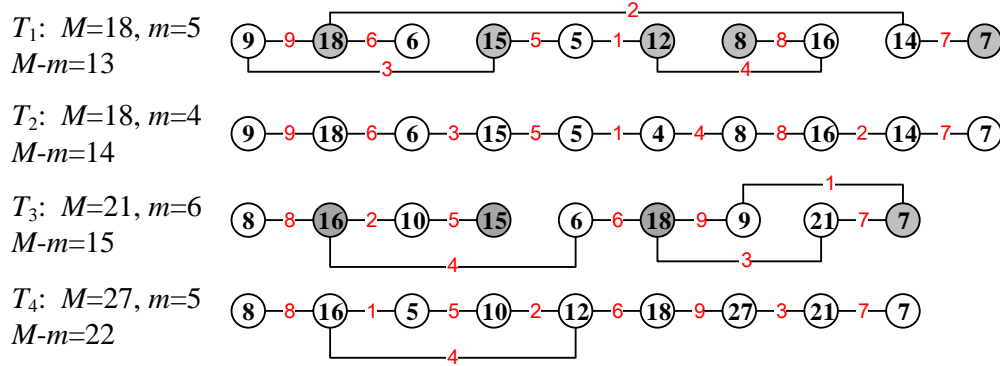 2
T1: M=18, m=5
9 9 18 6 6 15 5 5 1 12 8 8 16 14 7 7
M-m=13
3 4
T2: M=18, m=4
9 9 18 6 6 3 15 5 5 1 4 4 8 8 16 2 14 7 7
M-m=14
1
T3: M=21, m=6
8 8 16 2 10 5 15 6 6 18 9 9 21 7 7
M-m=15
4 3
T4: M=27, m=5
8 8 16 1 5 5 10 2 12 6 18 9 27 3 21 7 7
M-m=22
4